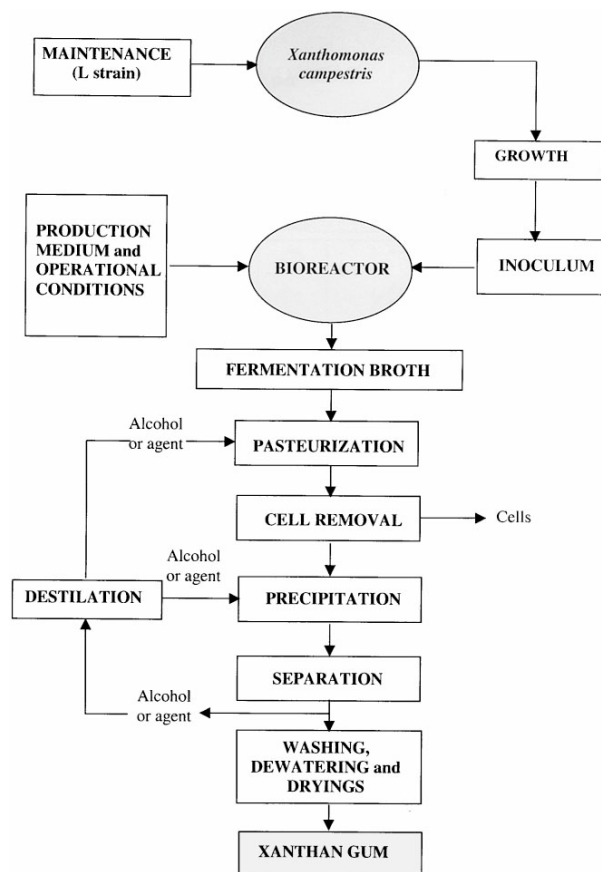 MAINTENANCE
(L strain)
Xanthomonas
campestris
GROWTH
PRODUCTION
MEDIUM and
OPERATIONAL
CONDITIONS
BIOREACTOR
INOCULUM
FERMENTATION BROTH
Alcohol
or agent
PASTEURIZATION
CELL REMOVAL
Cells
Alcohol
or agent
DESTILATION
PRECIPITATION
SEPARATION
Alcohol
or agent
WASHING,
DEWATERING and
DRYINGS
XANTHAN GUM